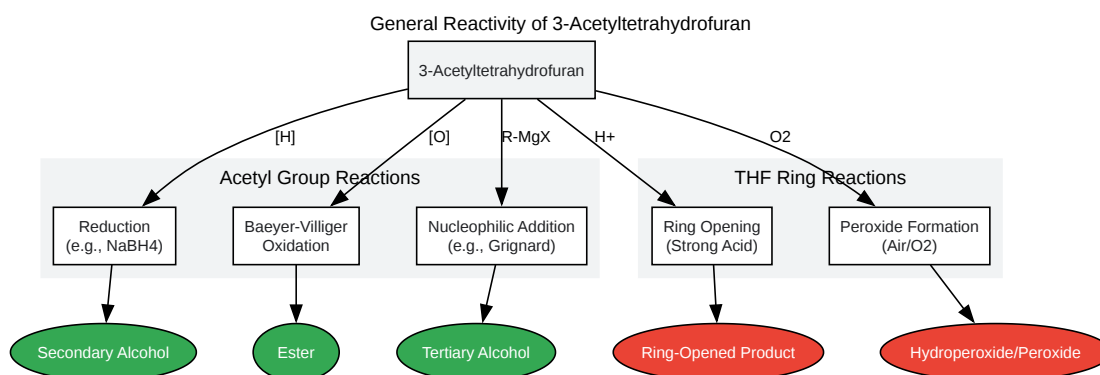 General Reactivity of 3-Acetyltetrahydrofuran
3-Acetyltetrahydrofuran
[H]
[O]
R-MgX
H+
O2
Acetyl Group Reactions
THF Ring Reactions
Reduction
(e.g., NaBH4)
Baeyer-Villiger
Oxidation
Nucleophilic Addition
(e.g., Grignard)
Ring Opening
(Strong Acid)
Peroxide Formation
(Air/O2)
Secondary Alcohol
Ester
Tertiary Alcohol
Ring-Opened Product
Hydroperoxide/Peroxide